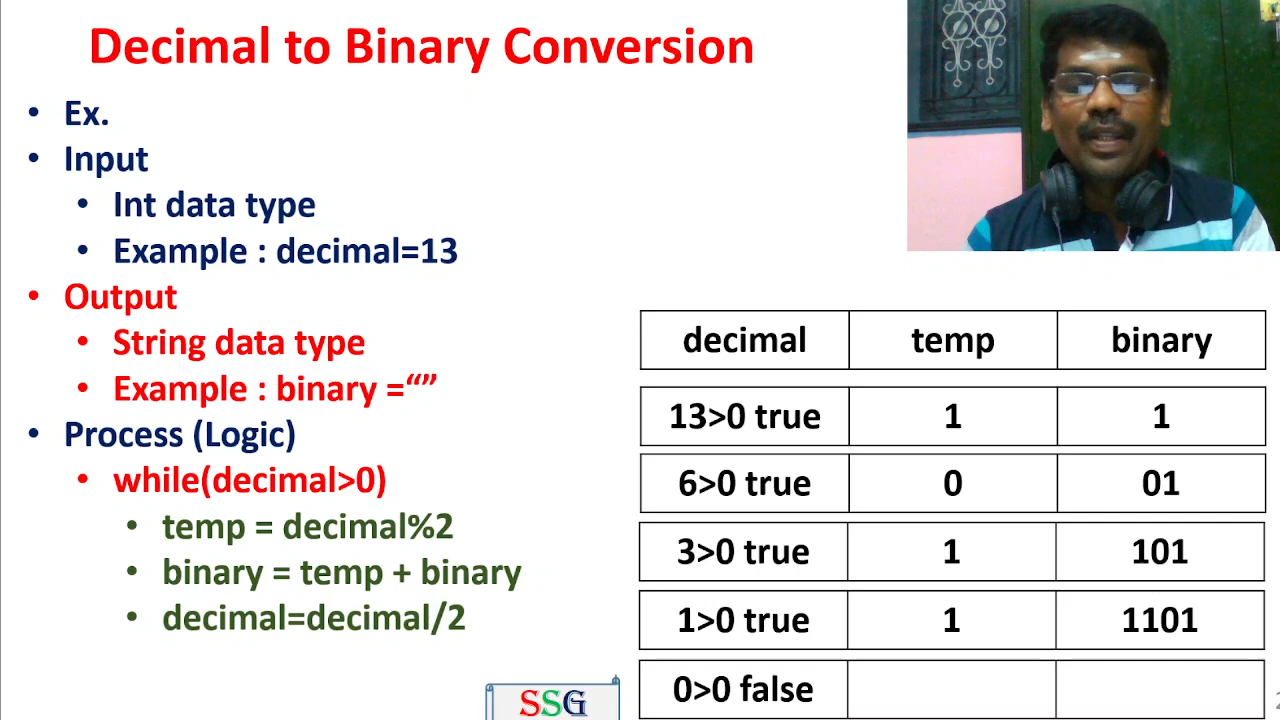 Decimal to Binary Conversion
• Ex.
• Input
• Int data type
• Example : decimal=13
• Output
• String data type
• Example : binary =“”
• Process (Logic)
• while(decimal>0)
• temp = decimal%2
• binary = temp + binary
• decimal=decimal/2
decimal temp binary
13>0 true 1 1
6>0 true 0 01
3>0 true 1 101
1>0 true 1 1101
0>0 false
SSG